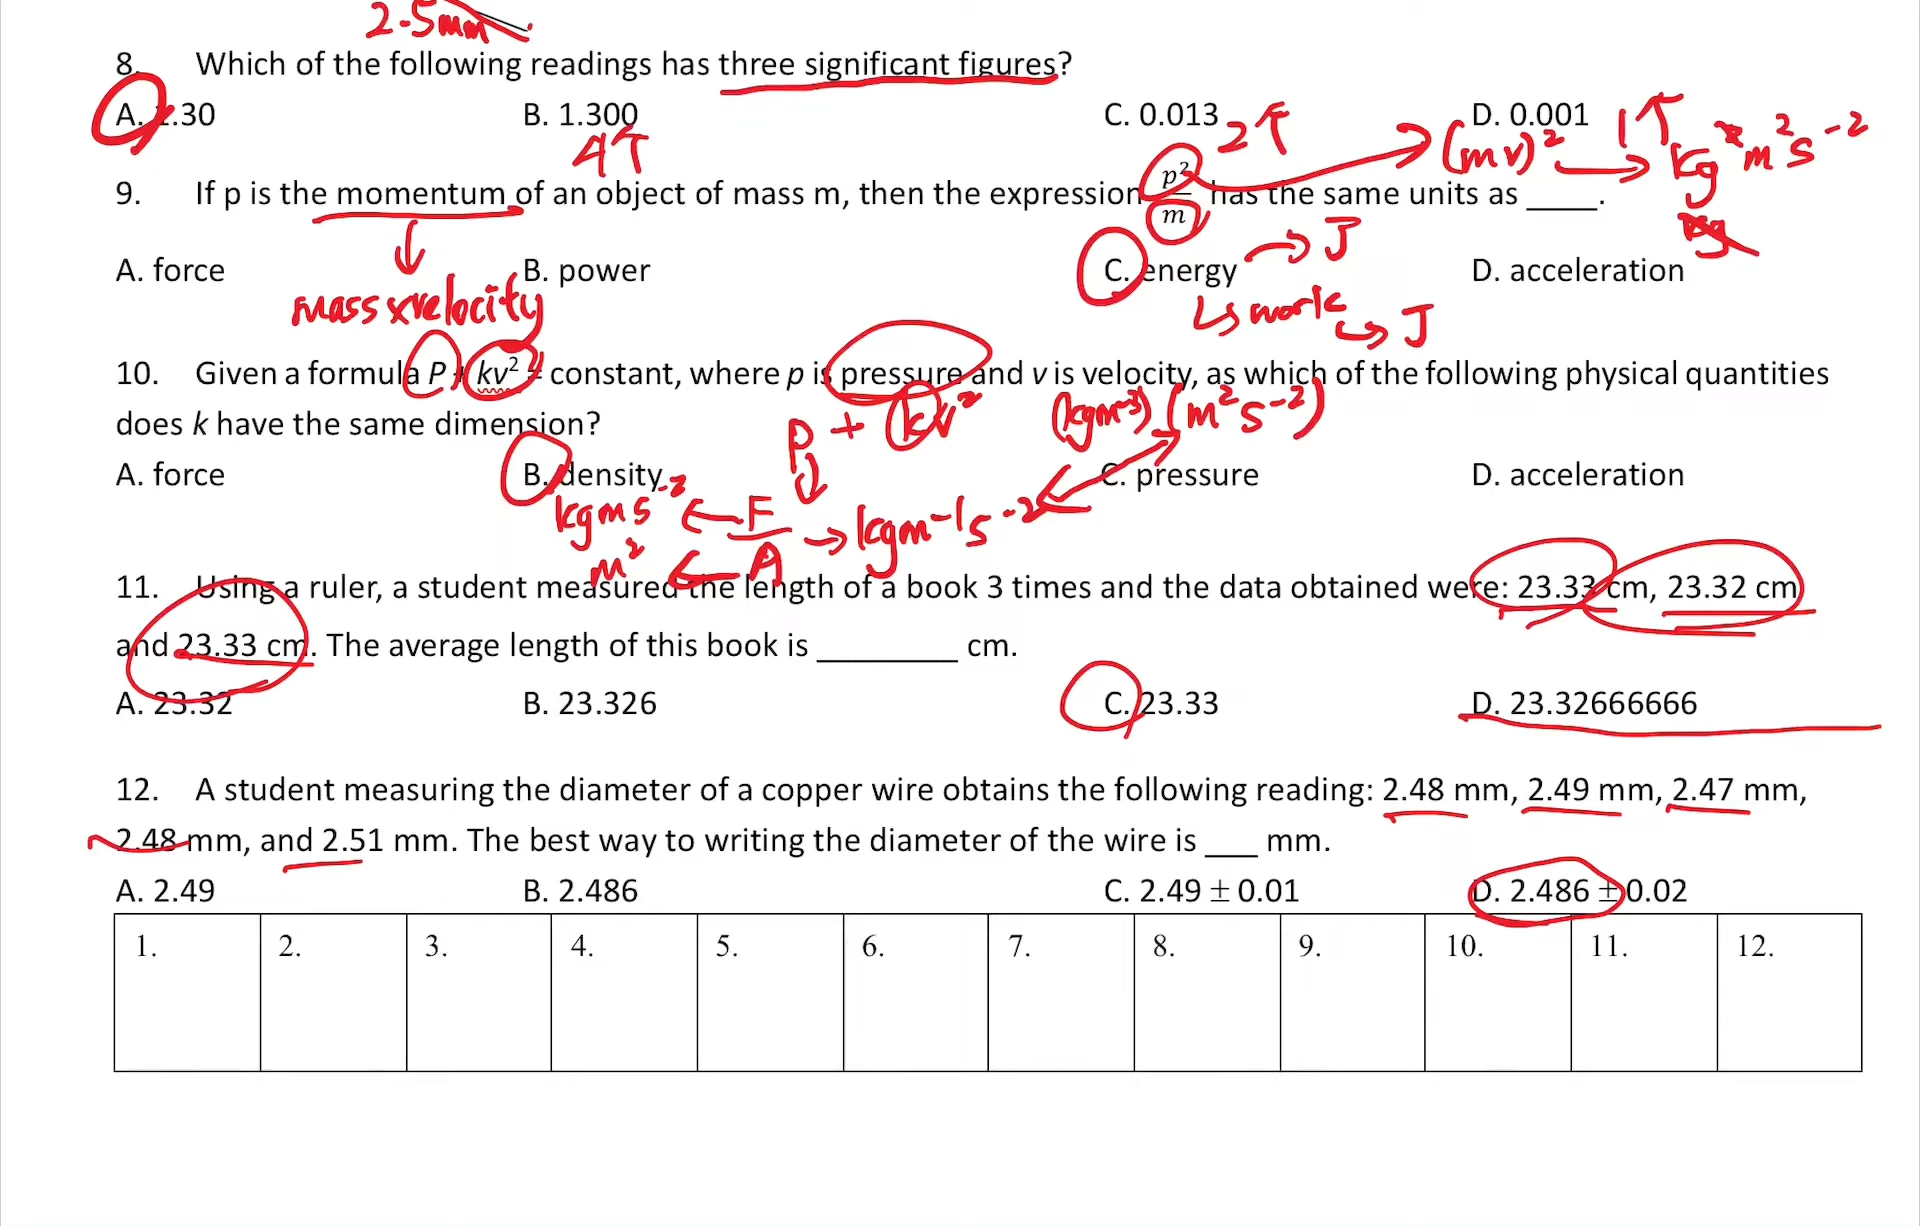 2.5mm
8. Which of the following readings has three significant figures?
A. 1.30 B. 1.300 C. 0.013 D. 0.001
4个 2个 1个
(mv)² → kg m²s⁻²
9. If p is the momentum of an object of mass m, then the expression p²/m has the same units as ____.
kg
A. force B. power C. energy → J D. acceleration
mass x velocity
↳ work ↳ J
10. Given a formula P + kv² = constant, where p is pressure and v is velocity, as which of the following physical quantities
does k have the same dimension?
P + kv² (kgm⁻³) (m²s⁻²)
A. force B. density C. pressure D. acceleration
kgms⁻² ← F/A → kgm⁻¹s⁻²
m² ←
11. Using a ruler, a student measured the length of a book 3 times and the data obtained were: 23.33 cm, 23.32 cm
and 23.33 cm. The average length of this book is ________ cm.
A. 23.32 B. 23.326 C. 23.33 D. 23.32666666
12. A student measuring the diameter of a copper wire obtains the following reading: 2.48 mm, 2.49 mm, 2.47 mm,
2.48 mm, and 2.51 mm. The best way to writing the diameter of the wire is ___ mm.
A. 2.49 B. 2.486 C. 2.49 ± 0.01 D. 2.486 ± 0.02
1. 2. 3. 4. 5. 6. 7. 8. 9. 10. 11. 12.